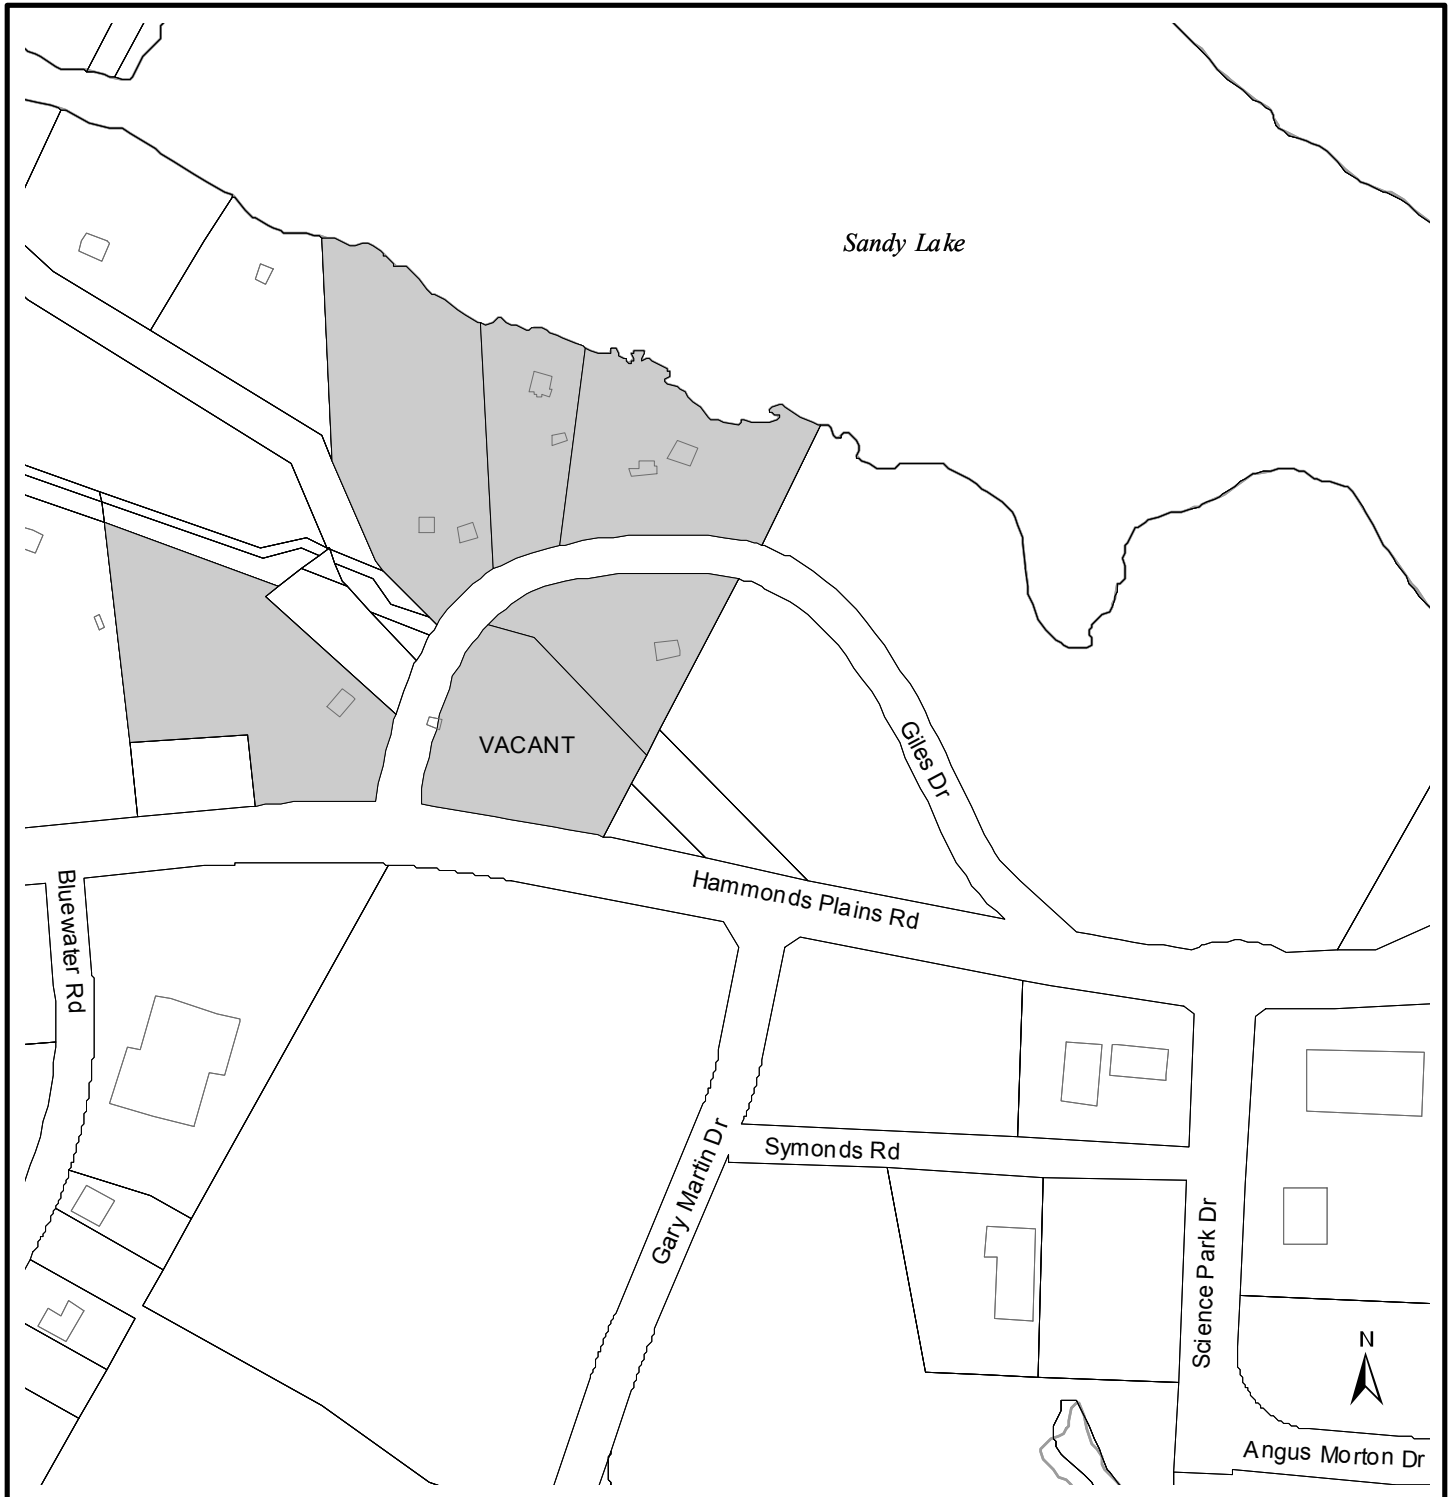 Sandy Lake
Giles Dr
VACANT
Hammonds Plains Rd
Bluewater Rd
Gary Martin Dr
Symonds Rd
Science Park Dr
N
Angus Morton Dr